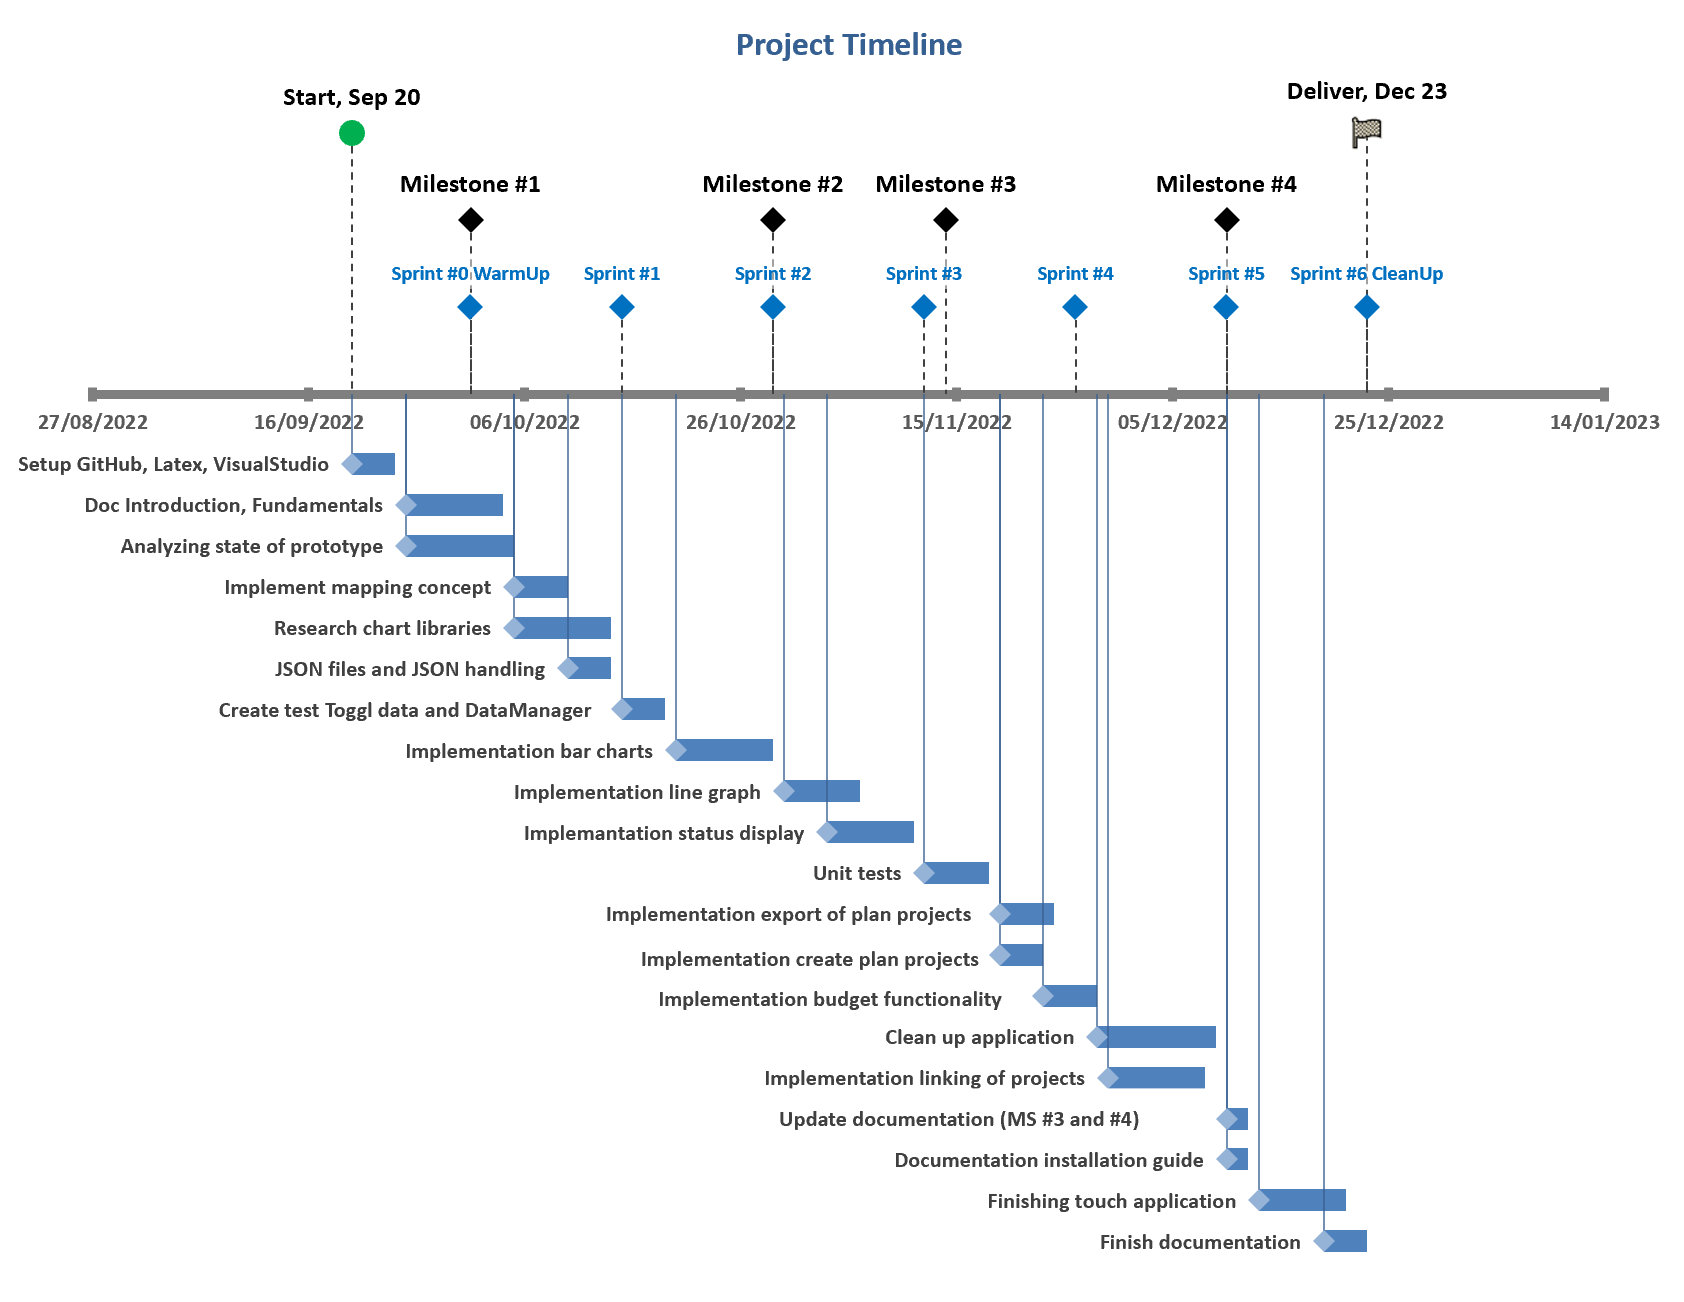 Project Timeline
Start, Sep 20
Deliver, Dec 23
Milestone #1
Milestone #2
Milestone #3
Milestone #4
Sprint #0 WarmUp
Sprint #1
Sprint #2
Sprint #3
Sprint #4
Sprint #5
Sprint #6 CleanUp
27/08/2022
16/09/2022
06/10/2022
26/10/2022
15/11/2022
05/12/2022
25/12/2022
14/01/2023
Setup GitHub, Latex, VisualStudio
Doc Introduction, Fundamentals
Analyzing state of prototype
Implement mapping concept
Research chart libraries
JSON files and JSON handling
Create test Toggl data and DataManager
Implementation bar charts
Implementation line graph
Implemantation status display
Unit tests
Implementation export of plan projects
Implementation create plan projects
Implementation budget functionality
Clean up application
Implementation linking of projects
Update documentation (MS #3 and #4)
Documentation installation guide
Finishing touch application
Finish documentation